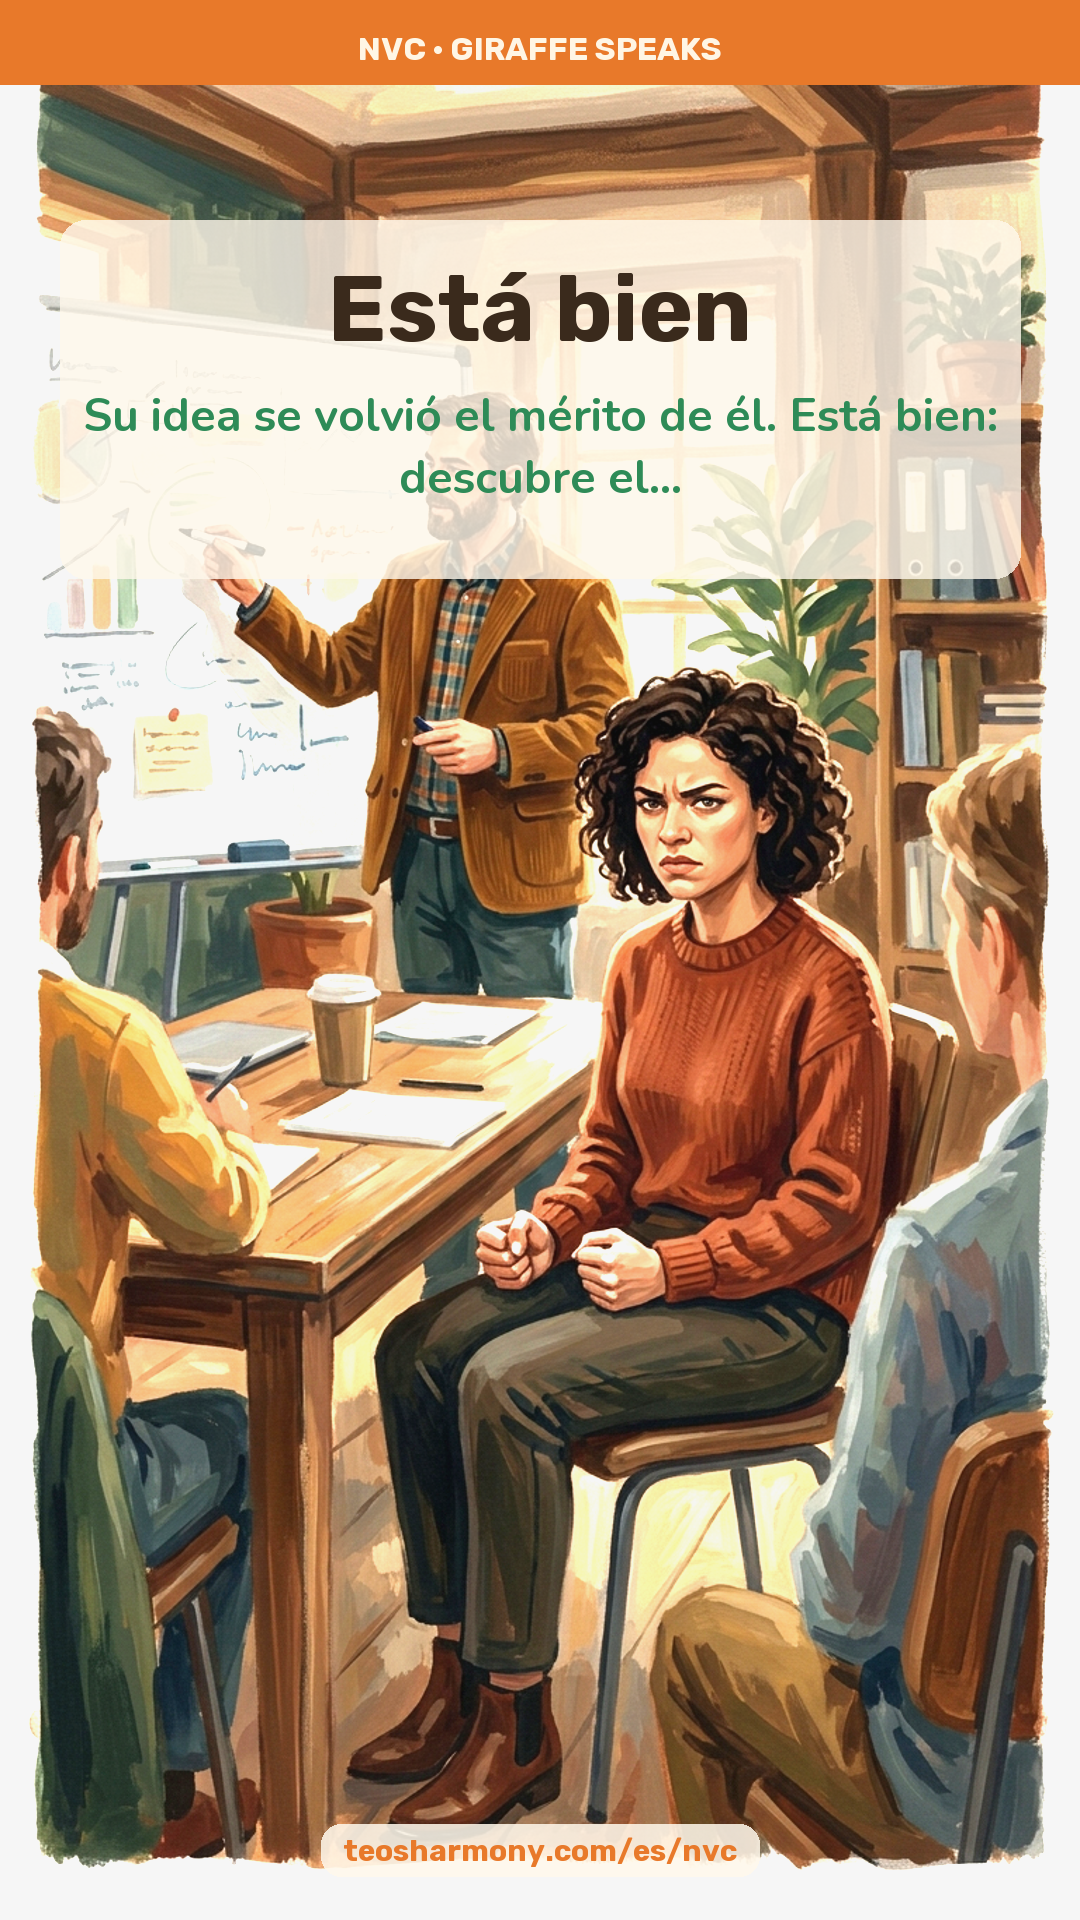 NVC • GIRAFFE SPEAKS
Está bien
Su idea se volvió el mérito de él. Está bien:
descubre el...
teosharmony.com/es/nvc